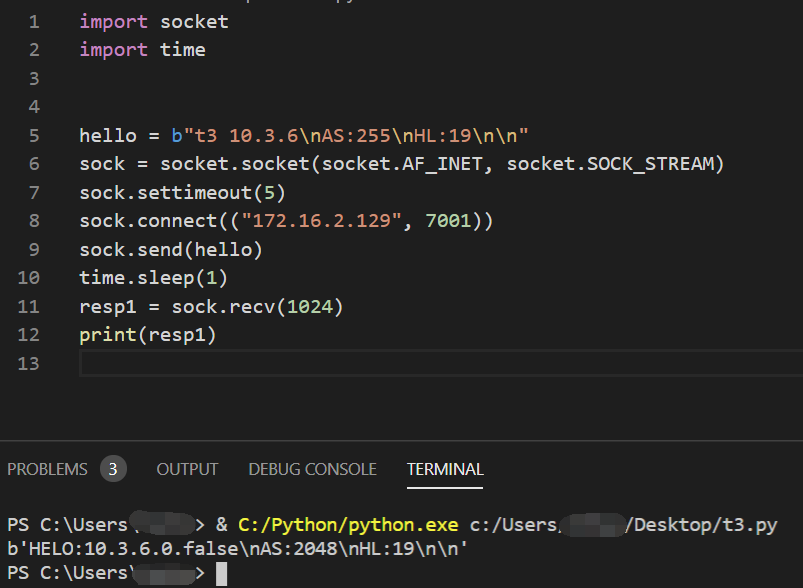 1 import socket
2 import time
3
4
5 hello = b"t3 10.3.6\nAS:255\nHL:19\n\n"
6 sock = socket.socket(socket.AF_INET, socket.SOCK_STREAM)
7 sock.settimeout(5)
8 sock.connect(("172.16.2.129", 7001))
9 sock.send(hello)
10 time.sleep(1)
11 resp1 = sock.recv(1024)
12 print(resp1)
13
PROBLEMS 3 OUTPUT DEBUG CONSOLE TERMINAL
PS C:\Users\ > & C:/Python/python.exe c:/Users/ /Desktop/t3.py
b'HELO:10.3.6.0.false\nAS:2048\nHL:19\n\n'
PS C:\Users\ >